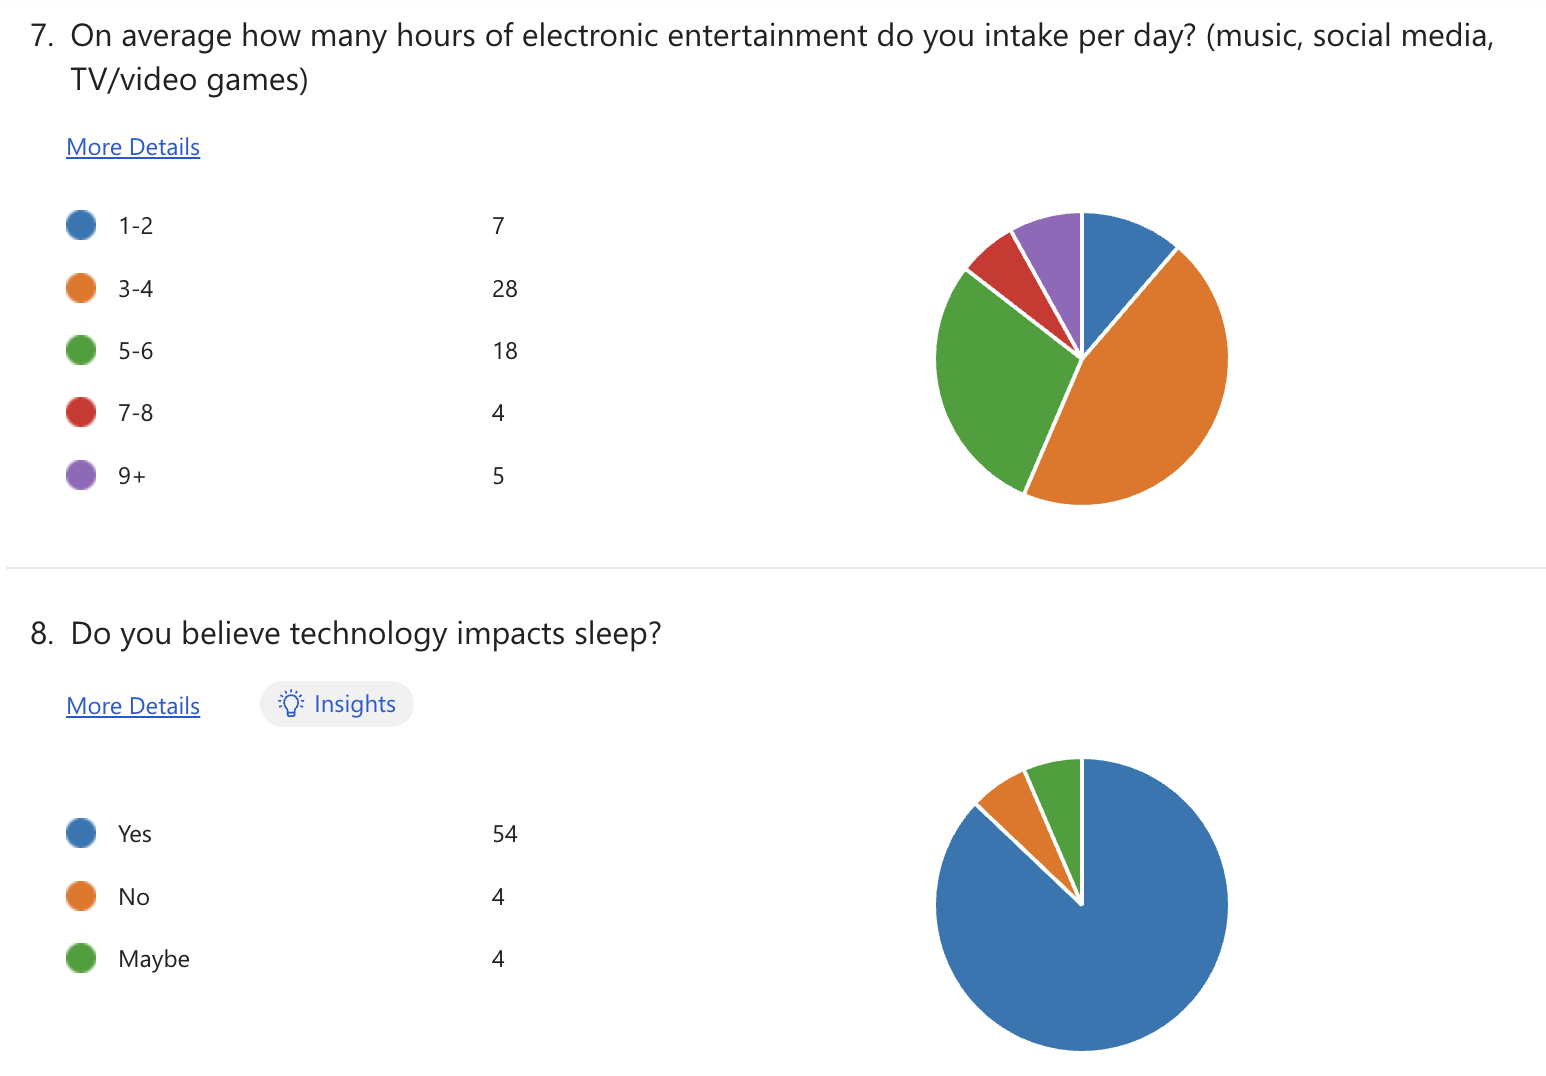 7. On average how many hours of electronic entertainment do you intake per day? (music, social media,
TV/video games)
More Details
1-2 7
3-4 28
5-6 18
7-8 4
9+ 5
8. Do you believe technology impacts sleep?
More Details Insights
Yes 54
No 4
Maybe 4